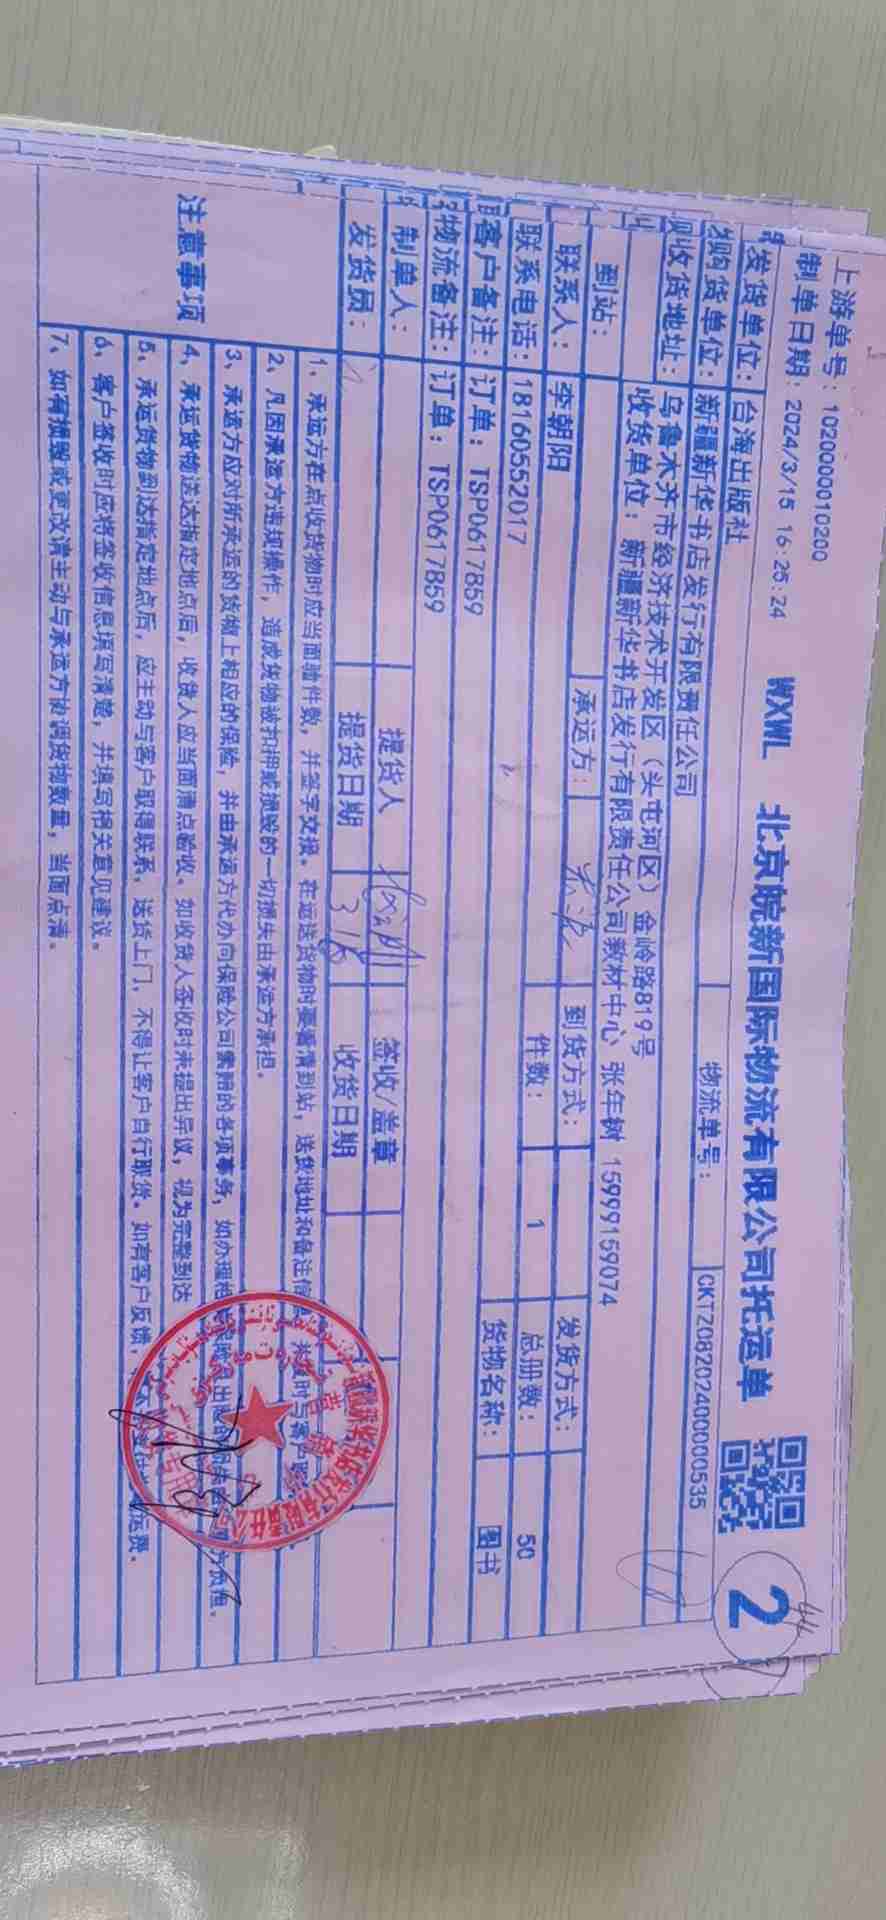 上游单号：1020000010200
制单日期：2024/3/15 16:25:24
WXWL 北京皖新国际物流有限公司托运单
2
发货单位：台海出版社
购货单位：新疆新华书店发行有限责任公司 物流单号：CKTZ082024000000535
收货地址：乌鲁木齐市经济技术开发区（头屯河区）金岭路819号
收货单位：新疆新华书店发行有限责任公司教材中心 张年树 15999159074
到站： 承运方： 到货方式： 发货方式：
联系人：李朝阳 件数：1 总册数：50
联系电话：18160552017 货物名称：图书
客户备注：订单：TSP0617859
物流备注：订单：TSP0617859
制单人： 提货人 签收/盖章
发货员： 提货日期 3.18 收货日期
注意事项
1、承运方在点收货物时应当面验件数，并签字交接。在运送货物时要看清到站，送货地址和备注信
2、凡因承运方违规操作，造成货物被扣押或损毁的一切损失由承运方承担。
3、承运方应对所承运的货物上相应的保险，并由承运方代办向保险公司索赔的各项事务，如办理相 方负担。
4、承运货物送达指定地点后，收货人应当面清点验收。如收货人签收时未提出异议，视为完整到达
5、承运货物到达指定地点后，应主动与客户取得联系，送货上门，不得让客户自行取货。如有客户反馈， 运费。
6、客户签收时应将签收信息填写清楚，并填写相关意见建议。
7、如有损毁或更改请主动与承运方协调货物数量，当面点清。